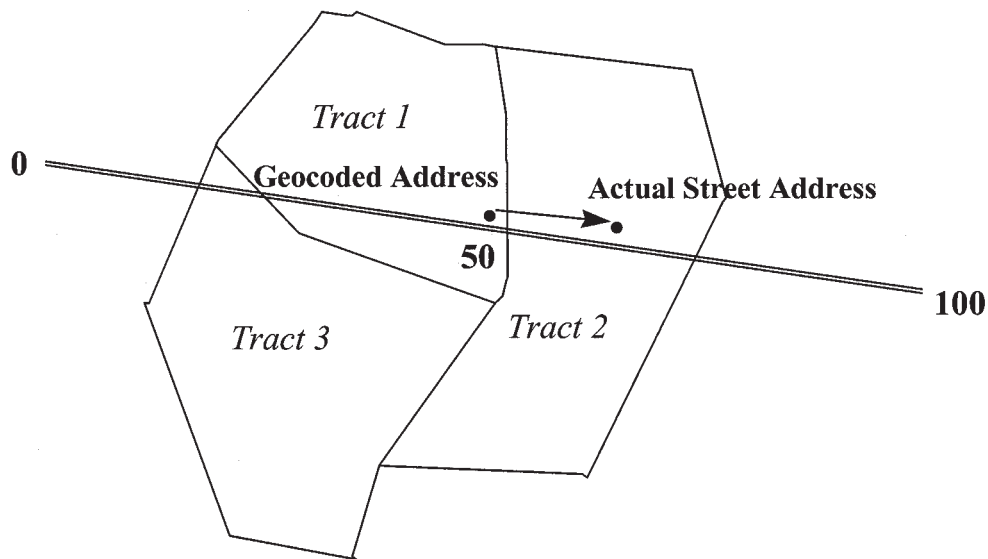 Tract 1
0
Geocoded Address
Actual Street Address
50
100
Tract 3
Tract 2